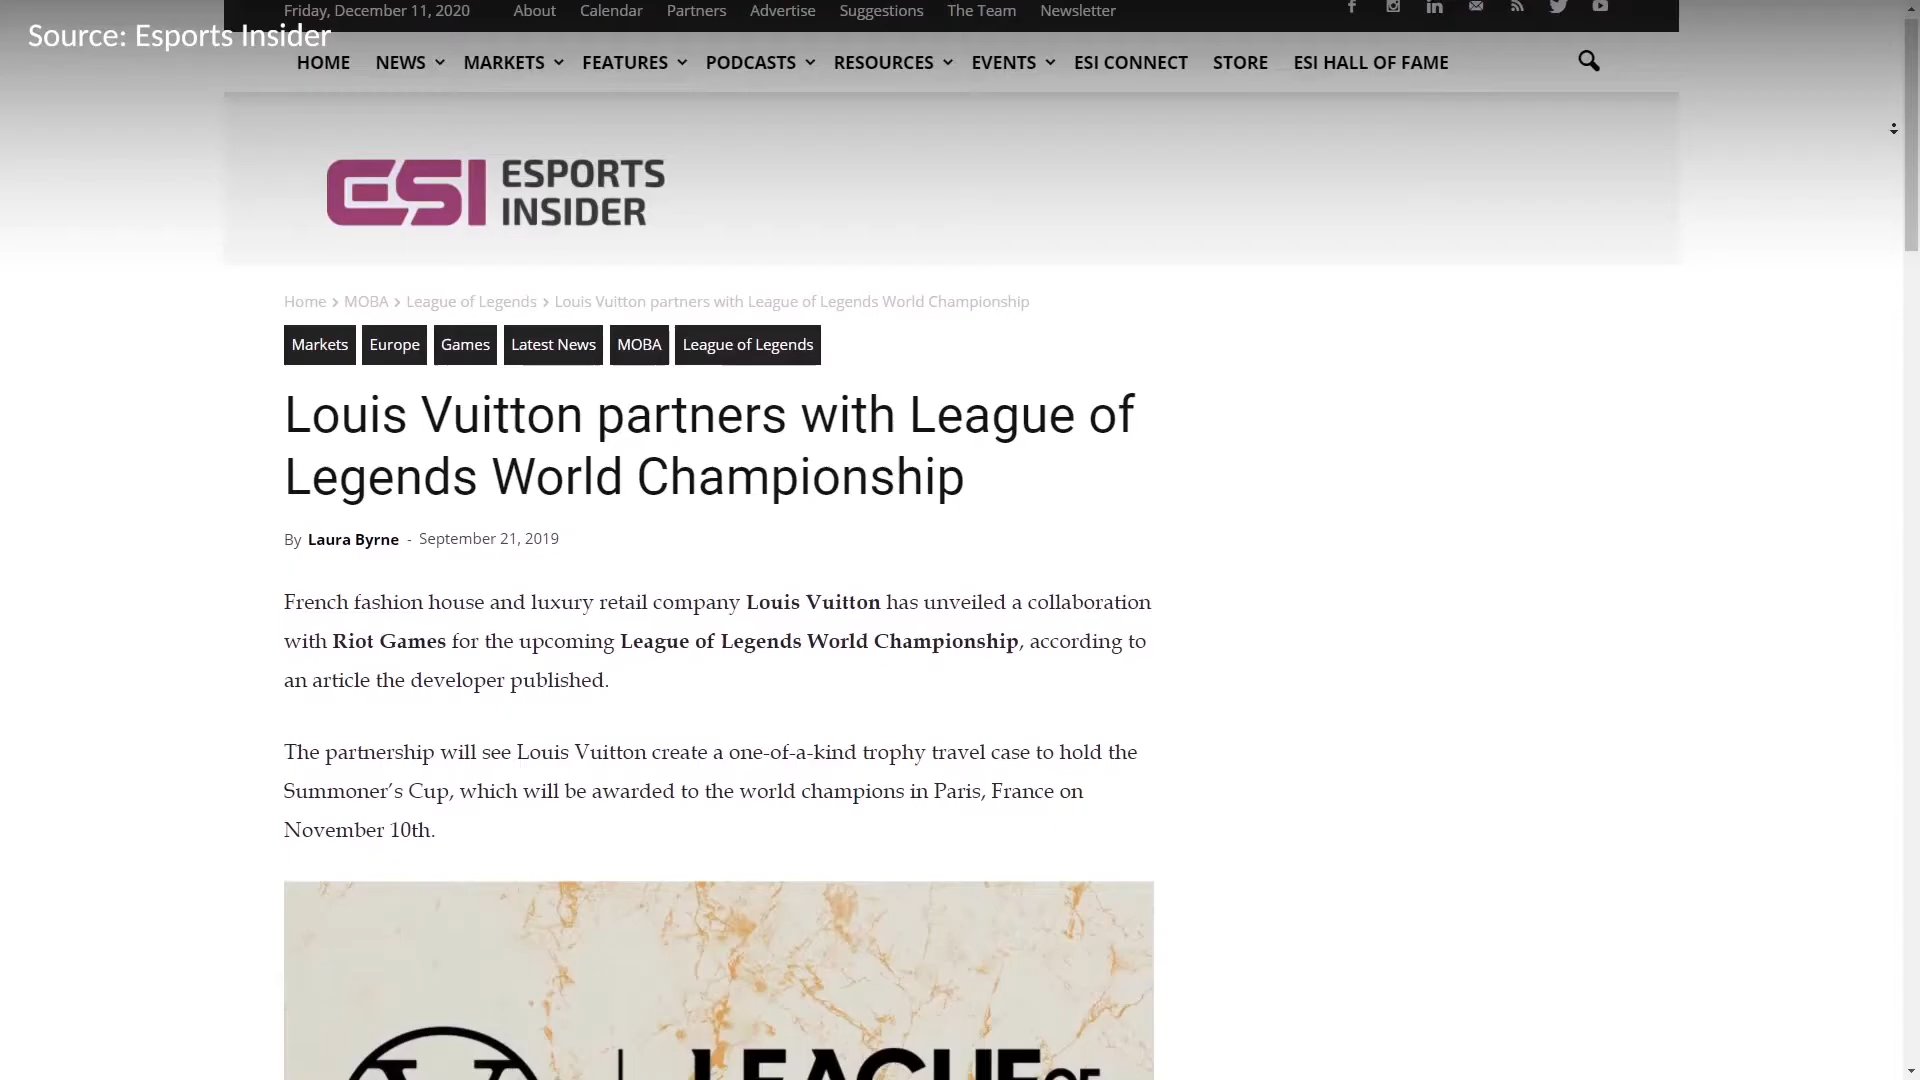 Friday, December 11, 2020 About Calendar Partners Advertise Suggestions The Team Newsletter
Source: Esports Insider
HOME NEWS MARKETS FEATURES PODCASTS RESOURCES EVENTS ESI CONNECT STORE ESI HALL OF FAME
ESI ESPORTS
INSIDER
Home > MOBA > League of Legends > Louis Vuitton partners with League of Legends World Championship
Markets Europe Games Latest News MOBA League of Legends
Louis Vuitton partners with League of
Legends World Championship
By Laura Byrne - September 21, 2019
French fashion house and luxury retail company Louis Vuitton has unveiled a collaboration
with Riot Games for the upcoming League of Legends World Championship, according to
an article the developer published.
The partnership will see Louis Vuitton create a one-of-a-kind trophy travel case to hold the
Summoner’s Cup, which will be awarded to the world champions in Paris, France on
November 10th.
LEAGUE OF